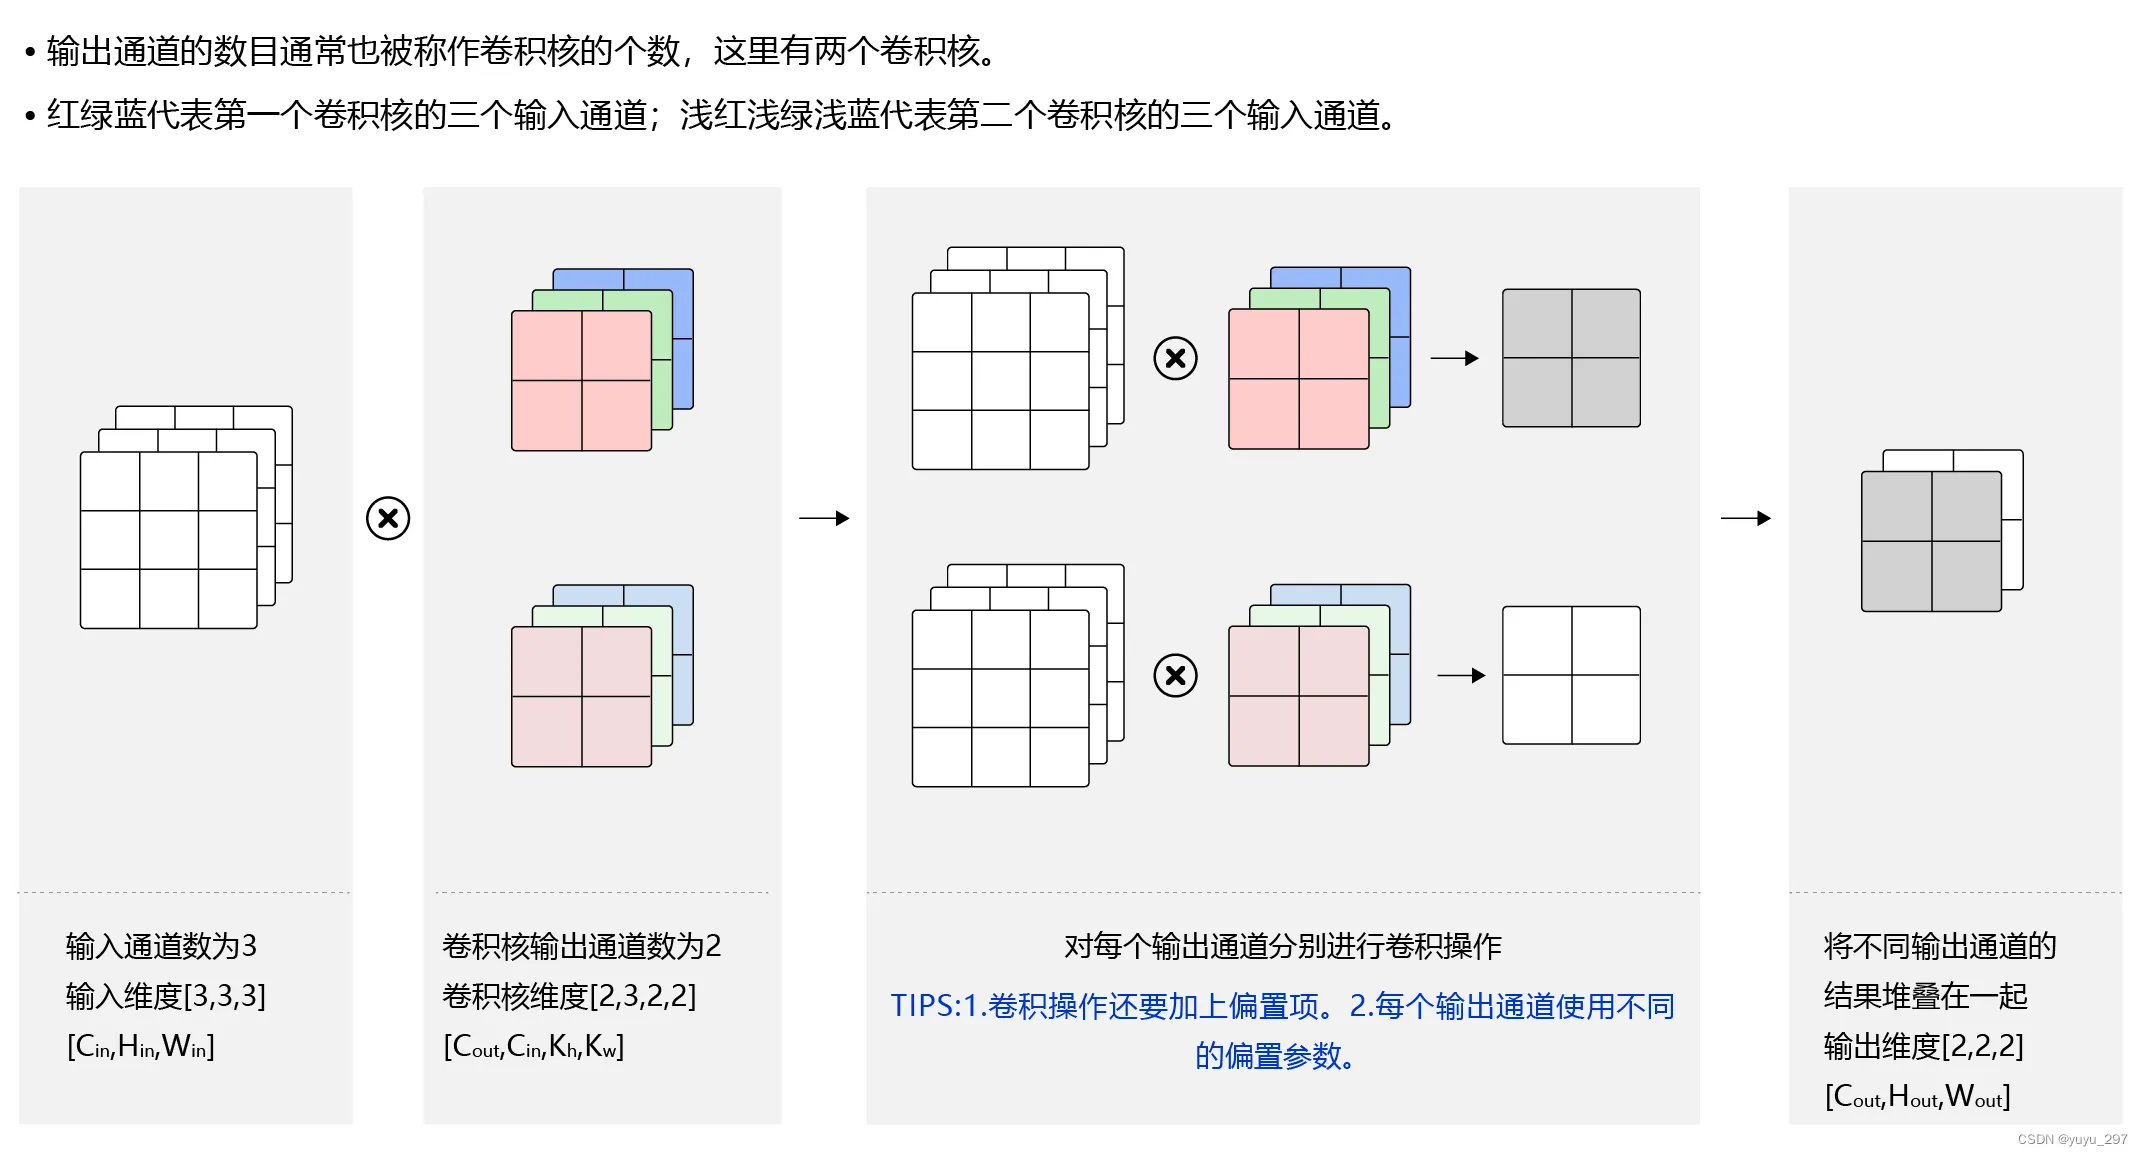 • 输出通道的数目通常也被称作卷积核的个数，这里有两个卷积核。
• 红绿蓝代表第一个卷积核的三个输入通道；浅红浅绿浅蓝代表第二个卷积核的三个输入通道。
输入通道数为3
输入维度[3,3,3]
[Cin,Hin,Win]
卷积核输出通道数为2
卷积核维度[2,3,2,2]
[Cout,Cin,Kh,Kw]
对每个输出通道分别进行卷积操作
TIPS:1.卷积操作还要加上偏置项。2.每个输出通道使用不同
的偏置参数。
将不同输出通道的
结果堆叠在一起
输出维度[2,2,2]
[Cout,Hout,Wout]
CSDN @yuyu_297